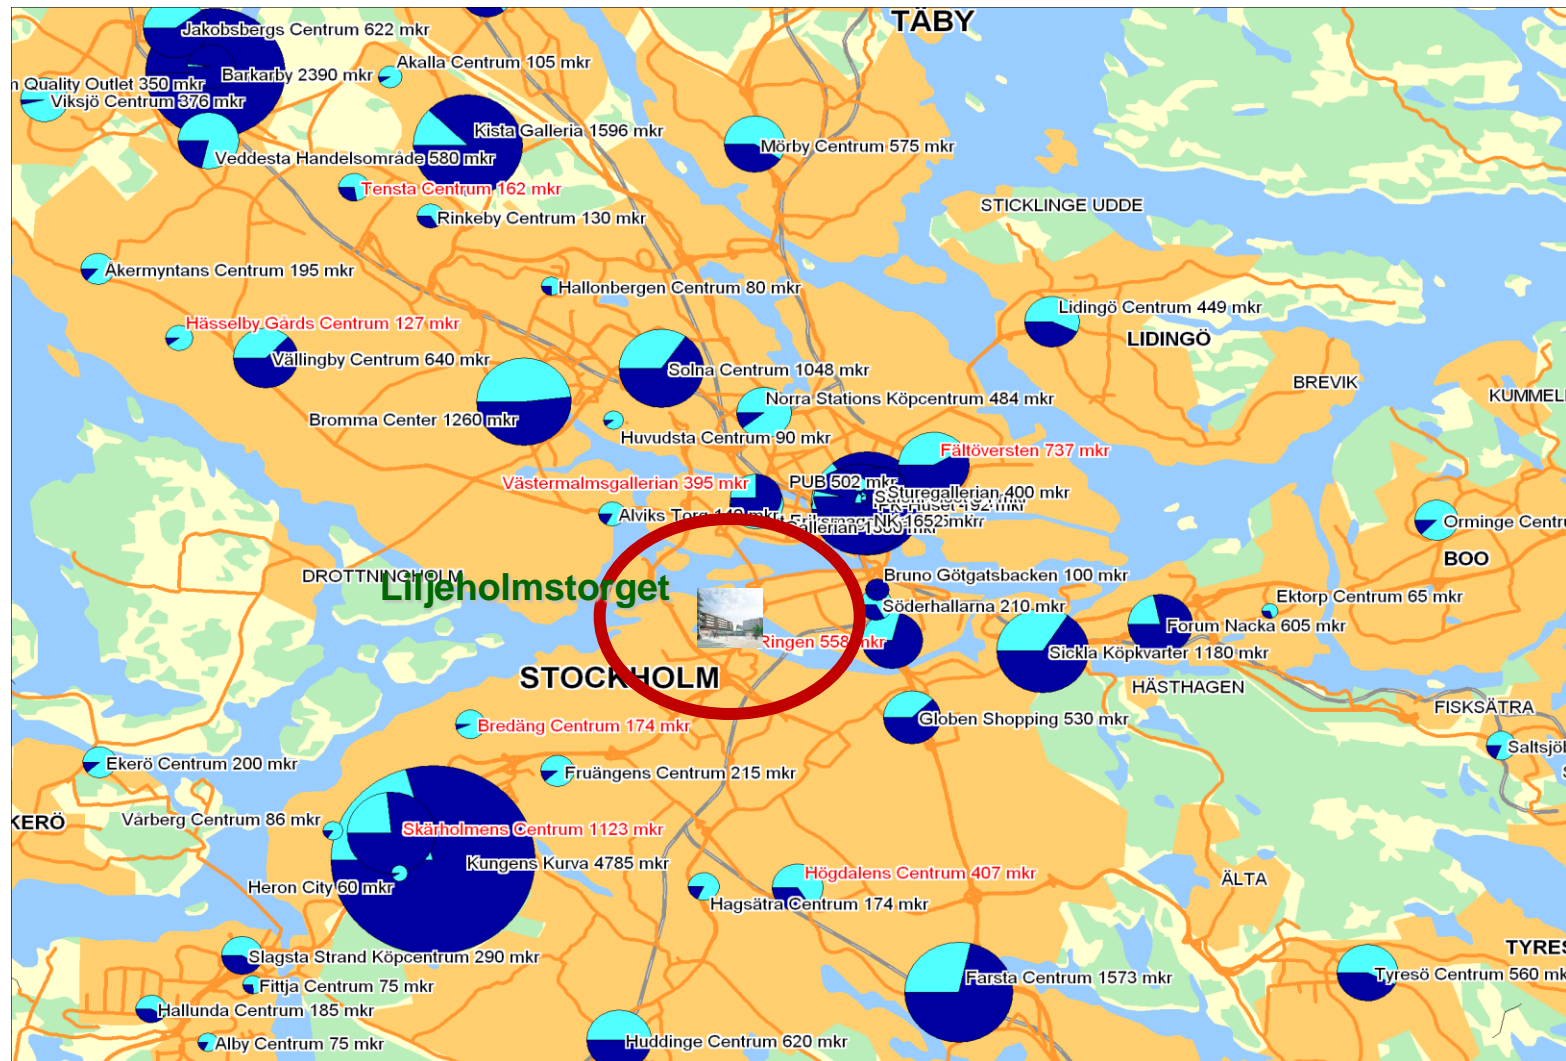 TÄBY
Jakobsbergs Centrum 622 mkr
Akalla Centrum 105 mkr
Barkarby 2390 mkr
Quality Outlet 350 mkr
Viksjö Centrum 376 mkr
Kista Galleria 1596 mkr
Mörby Centrum 575 mkr
Veddesta Handelsområde 580 mkr
Tensta Centrum 162 mkr
STICKLINGE UDDE
Rinkeby Centrum 130 mkr
Åkermyntans Centrum 195 mkr
Hallonbergen Centrum 80 mkr
Lidingö Centrum 449 mkr
Hässelby Gårds Centrum 127 mkr
LIDINGÖ
Vällingby Centrum 640 mkr
Solna Centrum 1048 mkr
BREVIK
Norra Stations Köpcentrum 484 mkr
KUMMEL
Bromma Center 1260 mkr
Huvudsta Centrum 90 mkr
Fältöversten 737 mkr
Västermalmsgallerian 395 mkr
PUB 502 mkr
Sturegallerian 400 mkr
Alviks Torg 140 mkr
NK 1652
Orminge Centru
BOO
DROTTNINGHOLM
Liljeholmstorget
Bruno Götgatsbacken 100 mkr
Ektorp Centrum 65 mkr
Söderhallarna 210 mkr
Forum Nacka 605 mkr
Ringen 558 mkr
Sickla Köpkvarter 1180 mkr
STOCKHOLM
HÄSTHAGEN
FISKSÄTRA
Bredäng Centrum 174 mkr
Globen Shopping 530 mkr
Saltsjöb
Ekerö Centrum 200 mkr
Fruängens Centrum 215 mkr
KERÖ
Vårberg Centrum 86 mkr
Skärholmens Centrum 1123 mkr
Kungens Kurva 4785 mkr
Högdalens Centrum 407 mkr
ÄLTA
Heron City 60 mkr
Hagsätra Centrum 174 mkr
TYRES
Slagsta Strand Köpcentrum 290 mkr
Tyresö Centrum 560 mk
Farsta Centrum 1573 mkr
Fittja Centrum 75 mkr
Hallunda Centrum 185 mkr
Alby Centrum 75 mkr
Huddinge Centrum 620 mkr